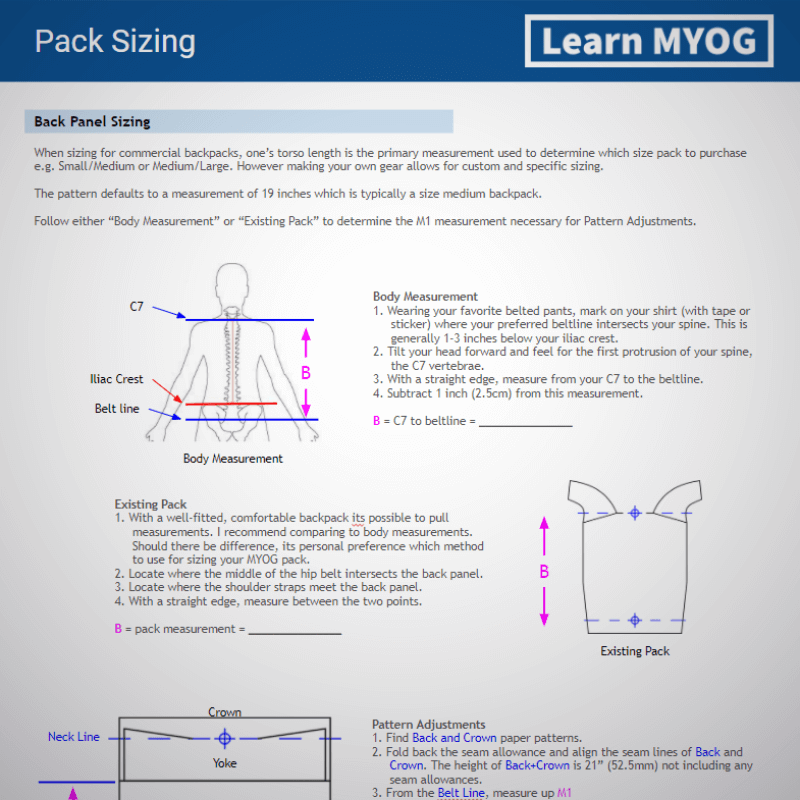 Pack Sizing
Learn MYOG
Back Panel Sizing
When sizing for commercial backpacks, one's torso length is the primary measurement used to determine which size pack to purchase
e.g. Small/Medium or Medium/Large. However making your own gear allows for custom and specific sizing.
The pattern defaults to a measurement of 19 inches which is typically a size medium backpack.
Follow either “Body Measurement” or “Existing Pack” to determine the M1 measurement necessary for Pattern Adjustments.
C7
Iliac Crest
Belt line
B
Body Measurement
Body Measurement
1. Wearing your favorite belted pants, mark on your shirt (with tape or
sticker) where your preferred beltline intersects your spine. This is
generally 1-3 inches below your iliac crest.
2. Tilt your head forward and feel for the first protrusion of your spine,
the C7 vertebrae.
3. With a straight edge, measure from your C7 to the beltline.
4. Subtract 1 inch (2.5cm) from this measurement.
B = C7 to beltline = _______________
Existing Pack
1. With a well-fitted, comfortable backpack its possible to pull
measurements. I recommend comparing to body measurements.
Should there be difference, its personal preference which method
to use for sizing your MYOG pack.
2. Locate where the middle of the hip belt intersects the back panel.
3. Locate where the shoulder straps meet the back panel.
4. With a straight edge, measure between the two points.
B = pack measurement = _______________
B
Existing Pack
Crown
Neck Line
Yoke
Pattern Adjustments
1. Find Back and Crown paper patterns.
2. Fold back the seam allowance and align the seam lines of Back and
Crown. The height of Back+Crown is 21” (52.5mm) not including any
seam allowances.
3. From the Belt Line, measure up M1